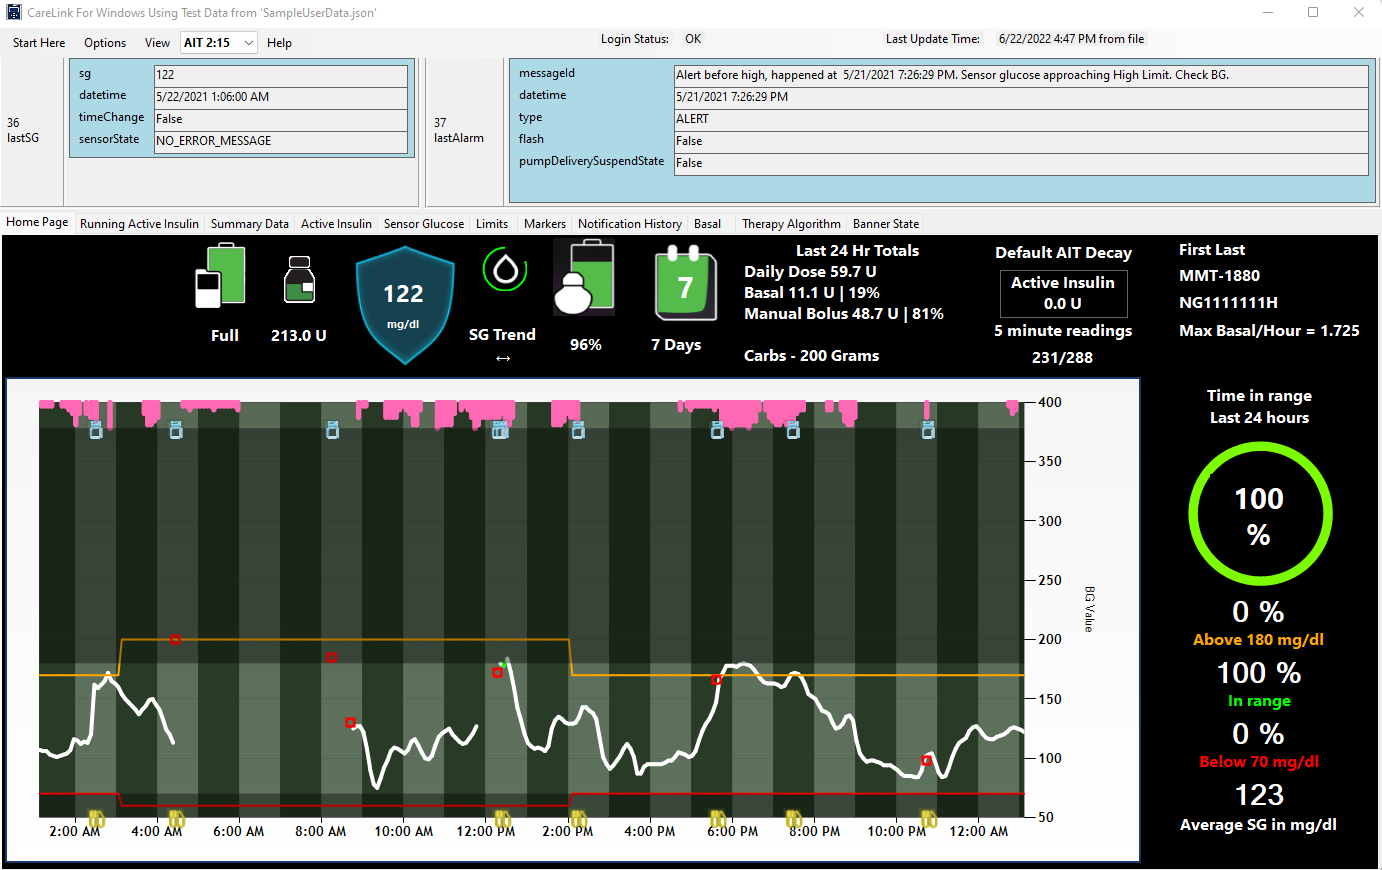 CareLink For Windows Using Test Data from 'SampleUserData.json'
Start Here Options View AIT 2:15 Help Login Status: OK Last Update Time: 6/22/2022 4:47 PM from file
36
lastSG
sg 122
datetime 5/22/2021 1:06:00 AM
timeChange False
sensorState NO_ERROR_MESSAGE
37
lastAlarm
messageId Alert before high, happened at 5/21/2021 7:26:29 PM. Sensor glucose approaching High Limit. Check BG.
datetime 5/21/2021 7:26:29 PM
type ALERT
flash False
pumpDeliverySuspendState False
Home Page Running Active Insulin Summary Data Active Insulin Sensor Glucose Limits Markers Notification History Basal Therapy Algorithm Banner State
Full
213.0 U
122
mg/dl
SG Trend
↔
96%
7
7 Days
Last 24 Hr Totals
Daily Dose 59.7 U
Basal 11.1 U | 19%
Manual Bolus 48.7 U | 81%
Carbs - 200 Grams
Default AIT Decay
Active Insulin
0.0 U
5 minute readings
231/288
First Last
MMT-1880
NG1111111H
Max Basal/Hour = 1.725
400
350
300
250
200
150
100
50
BG Value
2:00 AM 4:00 AM 6:00 AM 8:00 AM 10:00 AM 12:00 PM 2:00 PM 4:00 PM 6:00 PM 8:00 PM 10:00 PM 12:00 AM
Time in range
Last 24 hours
100
%
0 %
Above 180 mg/dl
100 %
In range
0 %
Below 70 mg/dl
123
Average SG in mg/dl